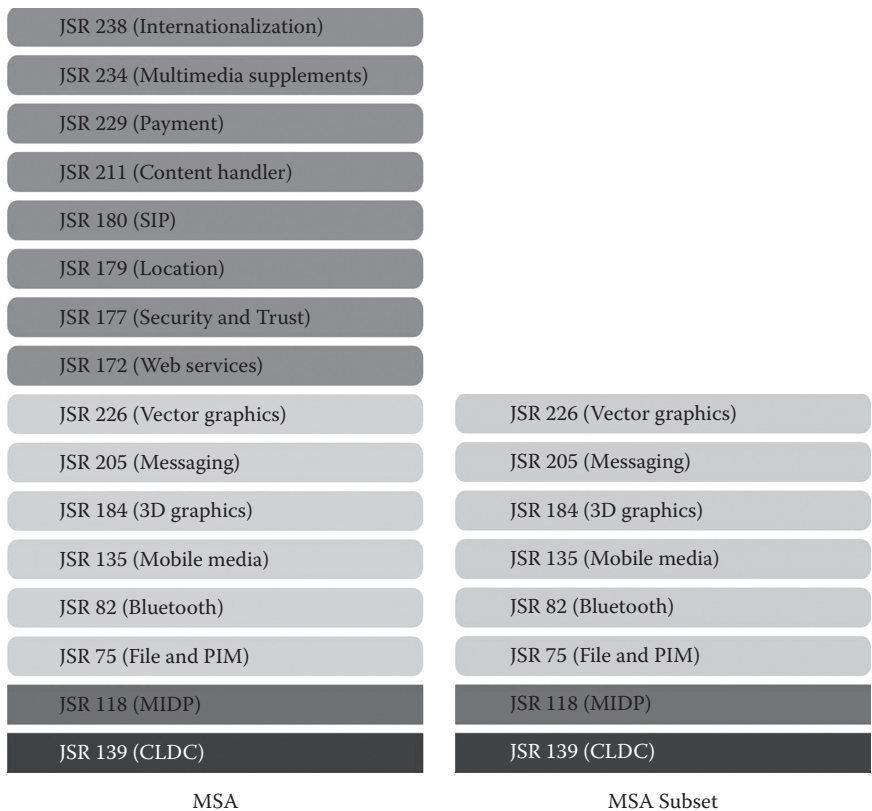 JSR 238 (Internationalization)
JSR 234 (Multimedia supplements)
JSR 229 (Payment)
JSR 211 (Content handler)
JSR 180 (SIP)
JSR 179 (Location)
JSR 177 (Security and Trust)
JSR 172 (Web services)
JSR 226 (Vector graphics)
JSR 205 (Messaging)
JSR 184 (3D graphics)
JSR 135 (Mobile media)
JSR 82 (Bluetooth)
JSR 75 (File and PIM)
JSR 118 (MIDP)
JSR 139 (CLDC)
MSA
JSR 226 (Vector graphics)
JSR 205 (Messaging)
JSR 184 (3D graphics)
JSR 135 (Mobile media)
JSR 82 (Bluetooth)
JSR 75 (File and PIM)
JSR 118 (MIDP)
JSR 139 (CLDC)
MSA Subset